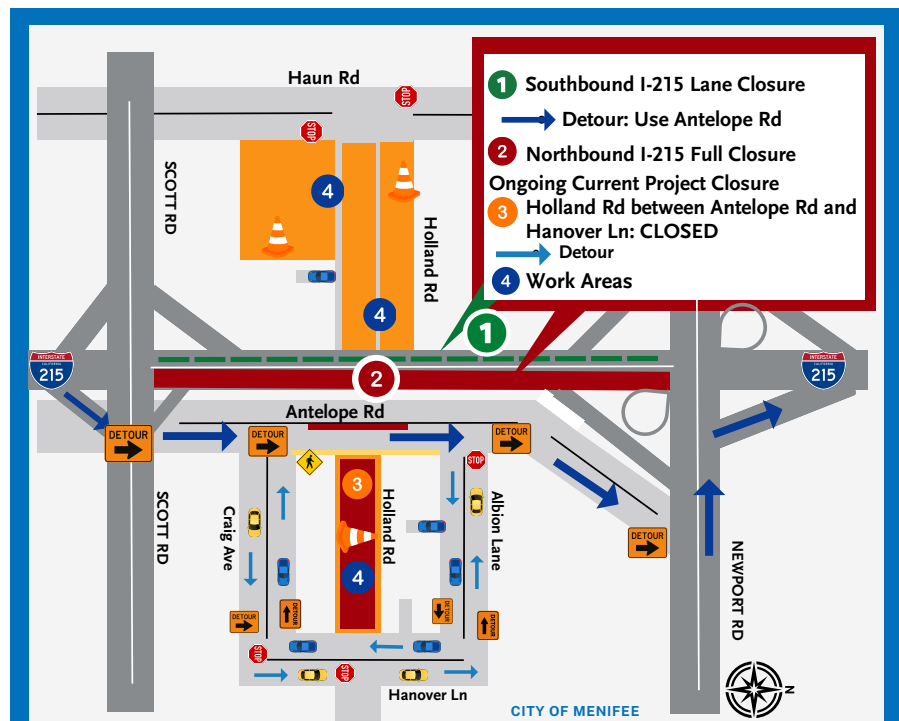 Haun Rd
STOP
STOP
1 Southbound I-215 Lane Closure
Detour: Use Antelope Rd
2 Northbound I-215 Full Closure
Ongoing Current Project Closure
3 Holland Rd between Antelope Rd and
Hanover Ln: CLOSED
Detour
4 Work Areas
SCOTT RD
4
Holland Rd
4
1
INTERSTATE
CALIFORNIA
215
2
INTERSTATE
CALIFORNIA
215
Antelope Rd
DETOUR
DETOUR
DETOUR
STOP
3
Holland Rd
Craig Ave
Albion Lane
SCOTT RD
DETOUR
NEWPORT RD
4
DETOUR
DETOUR
DETOUR
DETOUR
STOP
STOP
Hanover Ln
N
CITY OF MENIFEE